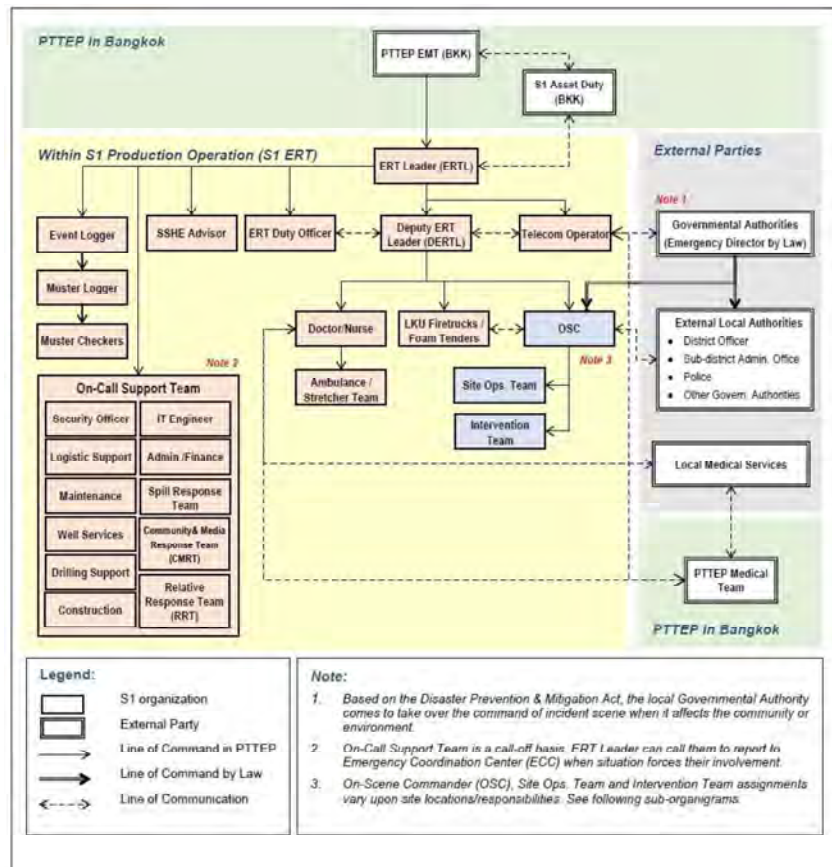 PTTEP in Bangkok
PTTEP EMT (BKK)
S1 Asset Duty
(BKK)
Within S1 Production Operation (S1 ERT)
External Parties
ERT Leader (ERTL)
Note 1
Event Logger
SSHE Advisor
ERT Duty Officer
Deputy ERT
Leader (DERTL)
Telecom Operator
Governmental Authorities
(Emergency Director by Law)
Muster Logger
Muster Checkers
Doctor/Nurse
LKU Firetrucks /
Foam Tenders
OSC
External Local Authorities
• District Officer
• Sub-district Admin. Office
• Police
• Other Govern. Authorities
Note 2
Note 3
On-Call Support Team
Ambulance /
Stretcher Team
Site Ops. Team
Intervention
Team
Security Officer
IT Engineer
Logistic Support
Admin /Finance
Maintenance
Spill Response
Team
Well Services
Community& Media
Response Team
(CMRT)
Drilling Support
Construction
Relative
Response Team
(RRT)
Local Medical Services
PTTEP Medical
Team
PTTEP in Bangkok
Legend:
S1 organization
External Party
Line of Command in PTTEP
Line of Command by Law
Line of Communication
Note:
1. Based on the Disaster Prevention & Mitigation Act, the local Governmental Authority
comes to take over the command of incident scene when it affects the community or
environment.
2. On-Call Support Team is a call-off basis. ERT Leader can call them to report to
Emergency Coordination Center (ECC) when situation forces their involvement.
3. On-Scene Commander (OSC), Site Ops. Team and Intervention Team assignments
vary upon site locations/responsibilities. See following sub-organigrams.